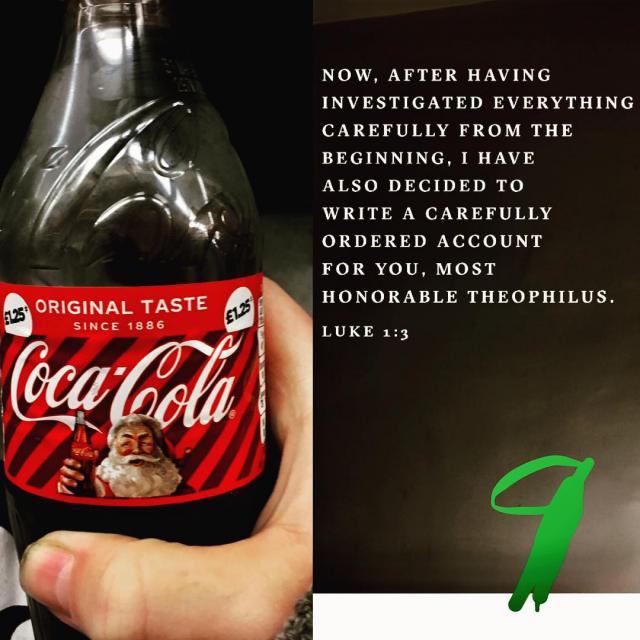 £1.25
£1.25
ORIGINAL TASTE
SINCE 1886
Coca-Cola
NOW, AFTER HAVING
INVESTIGATED EVERYTHING
CAREFULLY FROM THE
BEGINNING, I HAVE
ALSO DECIDED TO
WRITE A CAREFULLY
ORDERED ACCOUNT
FOR YOU, MOST
HONORABLE THEOPHILUS.
LUKE 1:3
9